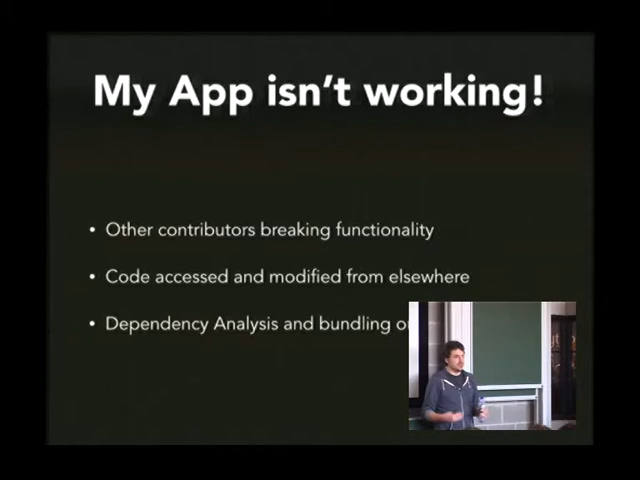 My App isn't working!
• Other contributors breaking functionality
• Code accessed and modified from elsewhere
• Dependency Analysis and bundling